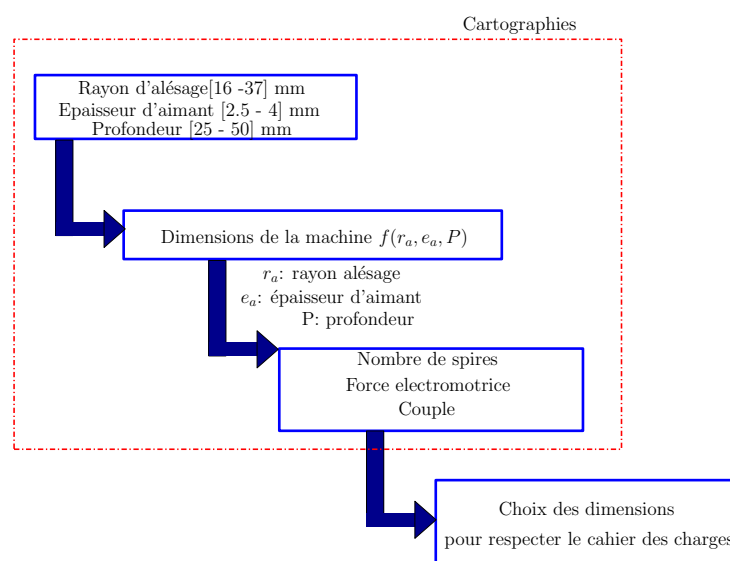 Cartographies
Rayon d'alésage[16 -37] mm
Epaisseur d'aimant [2.5 - 4] mm
Profondeur [25 - 50] mm
Dimensions de la machine f(r_a, e_a, P)
r_a: rayon alésage
e_a: épaisseur d'aimant
P: profondeur
Nombre de spires
Force electromotrice
Couple
Choix des dimensions
pour respecter le cahier des charges